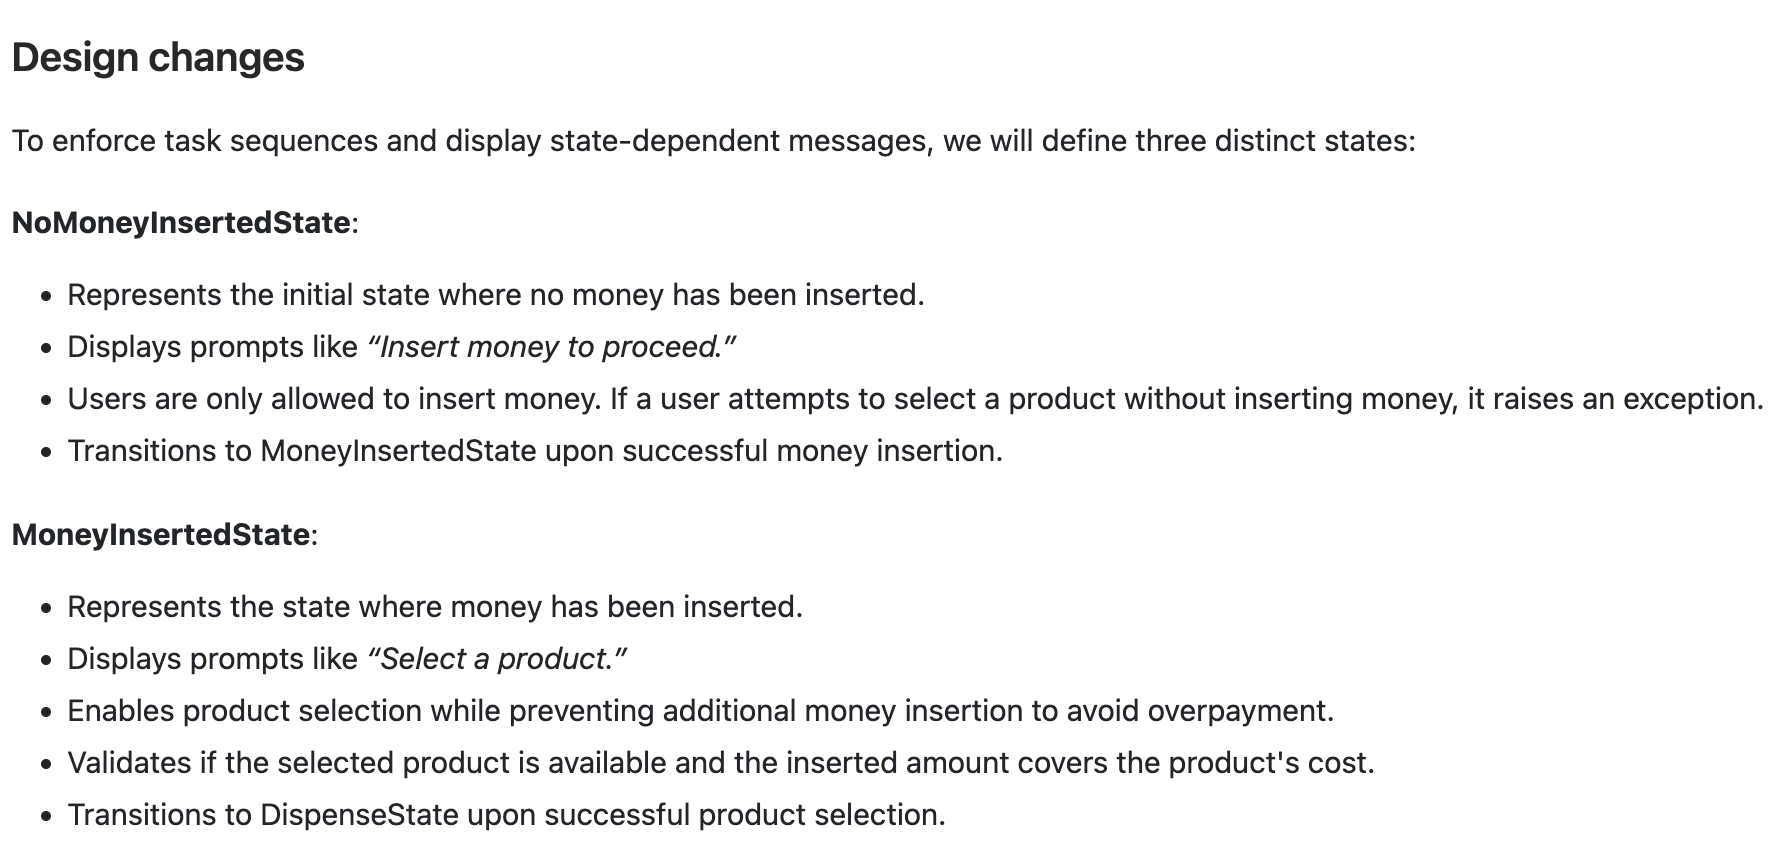 Design changes
To enforce task sequences and display state-dependent messages, we will define three distinct states:
NoMoneyInsertedState:
• Represents the initial state where no money has been inserted.
• Displays prompts like “Insert money to proceed.”
• Users are only allowed to insert money. If a user attempts to select a product without inserting money, it raises an exception.
• Transitions to MoneyInsertedState upon successful money insertion.
MoneyInsertedState:
• Represents the state where money has been inserted.
• Displays prompts like “Select a product.”
• Enables product selection while preventing additional money insertion to avoid overpayment.
• Validates if the selected product is available and the inserted amount covers the product's cost.
• Transitions to DispenseState upon successful product selection.